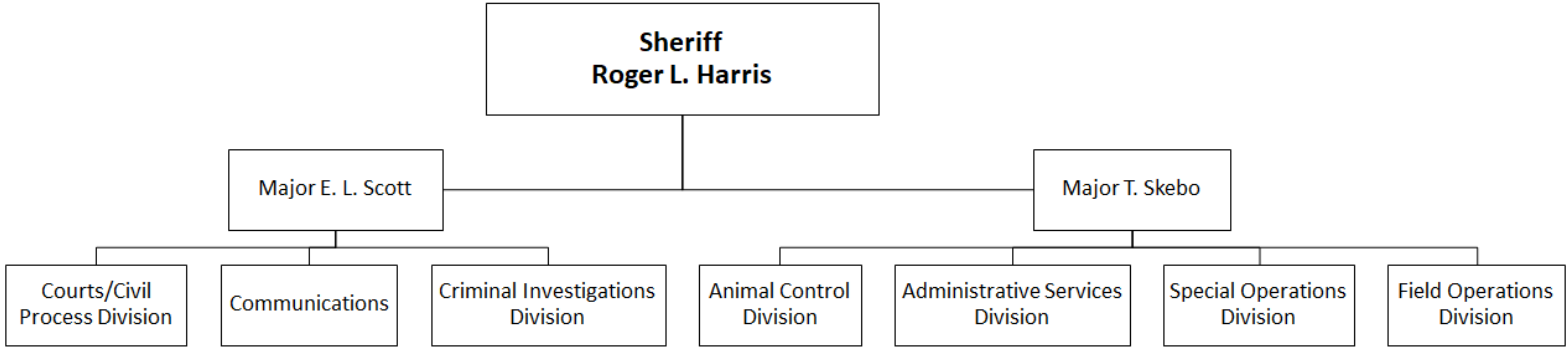 Sheriff
Roger L. Harris
Major E. L. Scott
Major T. Skebo
Courts/Civil
Process Division
Communications
Criminal Investigations
Division
Animal Control
Division
Administrative Services
Division
Special Operations
Division
Field Operations
Division